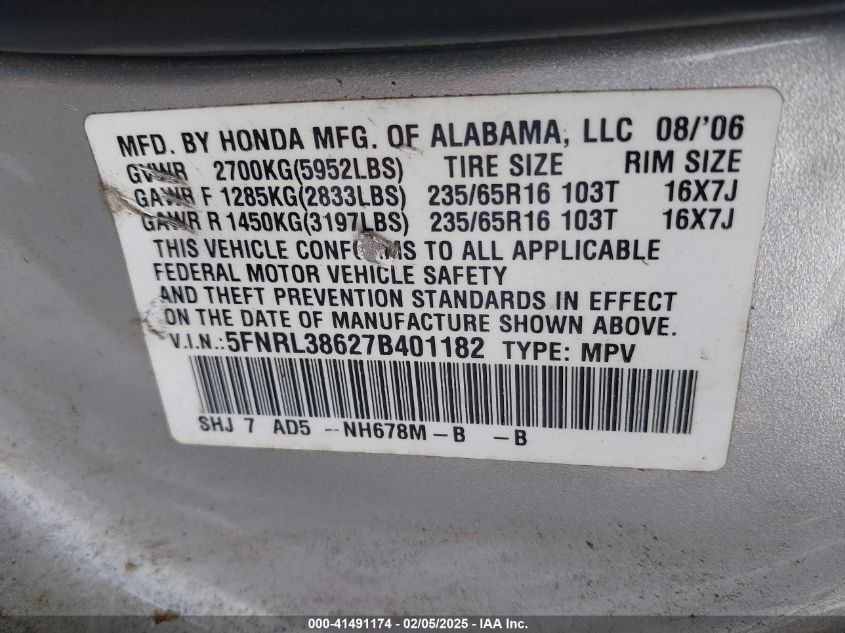 MFD. BY HONDA MFG. OF ALABAMA, LLC 08/'06
GVWR 2700KG(5952LBS) TIRE SIZE RIM SIZE
GAWR F 1285KG(2833LBS) 235/65R16 103T 16X7J
GAWR R 1450KG(3197LBS) 235/65R16 103T 16X7J
THIS VEHICLE CONFORMS TO ALL APPLICABLE
FEDERAL MOTOR VEHICLE SAFETY
AND THEFT PREVENTION STANDARDS IN EFFECT
ON THE DATE OF MANUFACTURE SHOWN ABOVE.
V.I.N.:5FNRL38627B401182 TYPE: MPV
SHJ 7 AD5 --NH678M-B -B
000-41491174 - 02/05/2025 - IAA Inc.